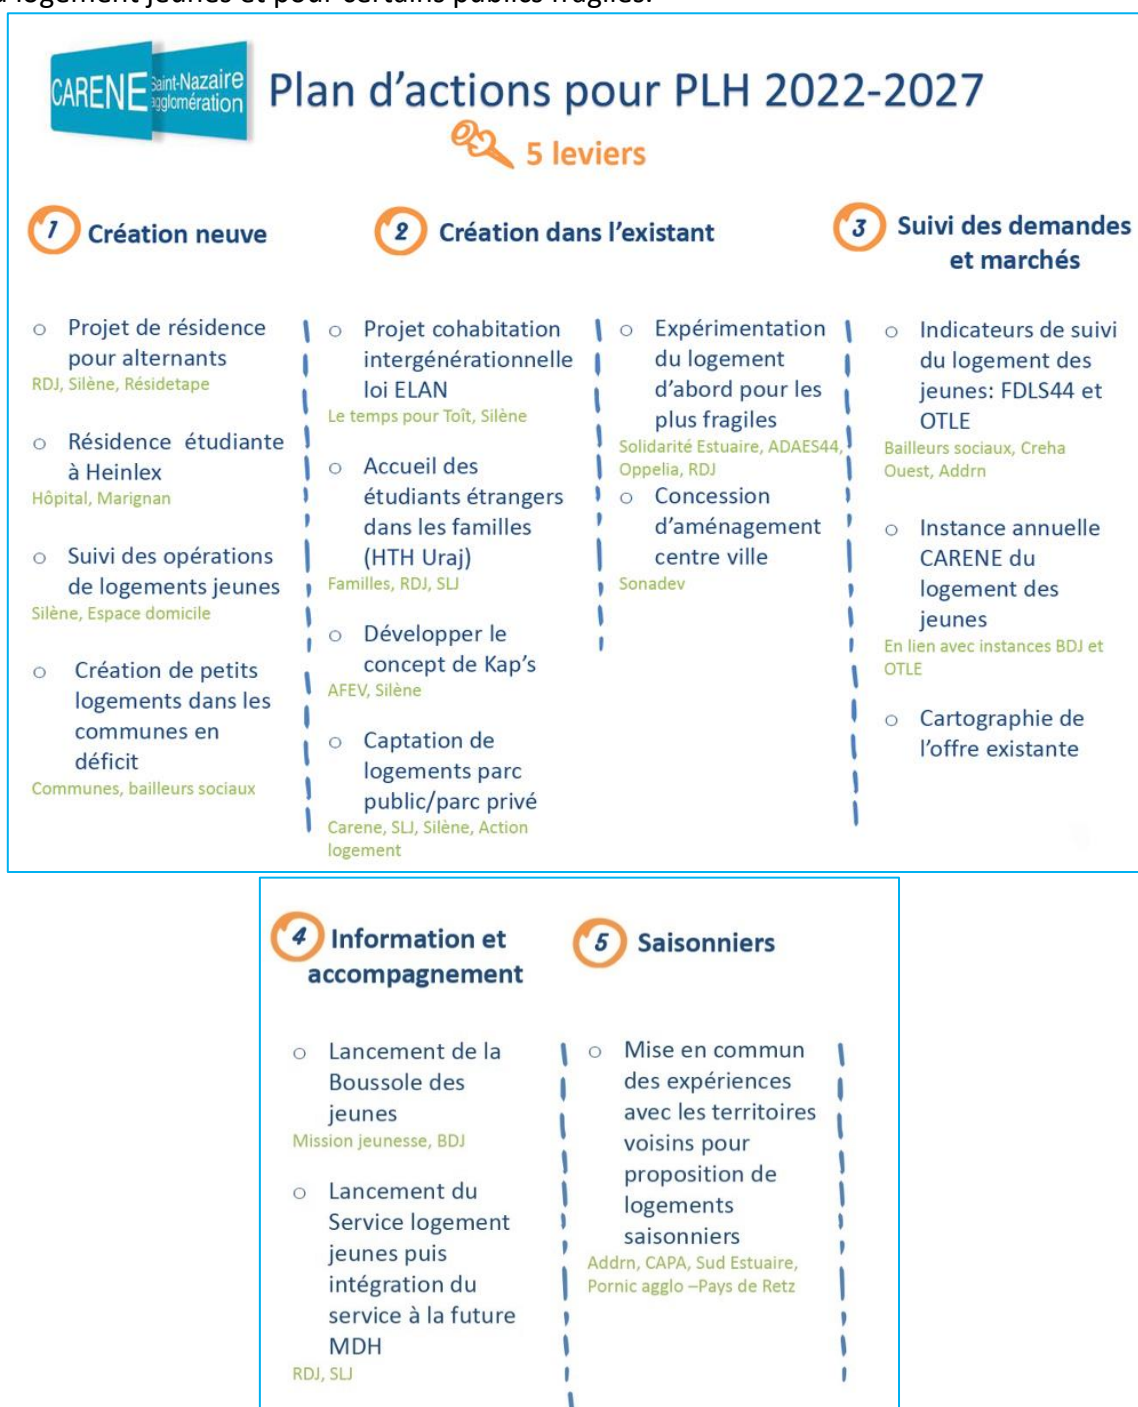 logement jeunes et pour certains publics fragiles.
CARENE Saint-Nazaire agglomération
Plan d'actions pour PLH 2022-2027
5 leviers
1 Création neuve
○ Projet de résidence
pour alternants
RDJ, Silène, Résidetape
○ Résidence étudiante
à Heinlex
Hôpital, Marignan
○ Suivi des opérations
de logements jeunes
Silène, Espace domicile
○ Création de petits
logements dans les
communes en
déficit
Communes, bailleurs sociaux
2 Création dans l'existant
○ Projet cohabitation
intergénérationnelle
loi ELAN
Le temps pour Toît, Silène
○ Accueil des
étudiants étrangers
dans les familles
(HTH Uraj)
Familles, RDJ, SLJ
○ Développer le
concept de Kap's
AFEV, Silène
○ Captation de
logements parc
public/parc privé
Carene, SLJ, Silène, Action
logement
○ Expérimentation
du logement
d'abord pour les
plus fragiles
Solidarité Estuaire, ADAES44,
Oppelia, RDJ
○ Concession
d'aménagement
centre ville
Sonadev
3 Suivi des demandes
et marchés
○ Indicateurs de suivi
du logement des
jeunes: FDLS44 et
OTLE
Bailleurs sociaux, Creha
Ouest, Addrn
○ Instance annuelle
CARENE du
logement des
jeunes
En lien avec instances BDJ et
OTLE
○ Cartographie de
l'offre existante
4 Information et
accompagnement
○ Lancement de la
Boussole des
jeunes
Mission jeunesse, BDJ
○ Lancement du
Service logement
jeunes puis
intégration du
service à la future
MDH
RDJ, SLJ
5 Saisonniers
○ Mise en commun
des expériences
avec les territoires
voisins pour
proposition de
logements
saisonniers
Addrn, CAPA, Sud Estuaire,
Pornic agglo –Pays de Retz